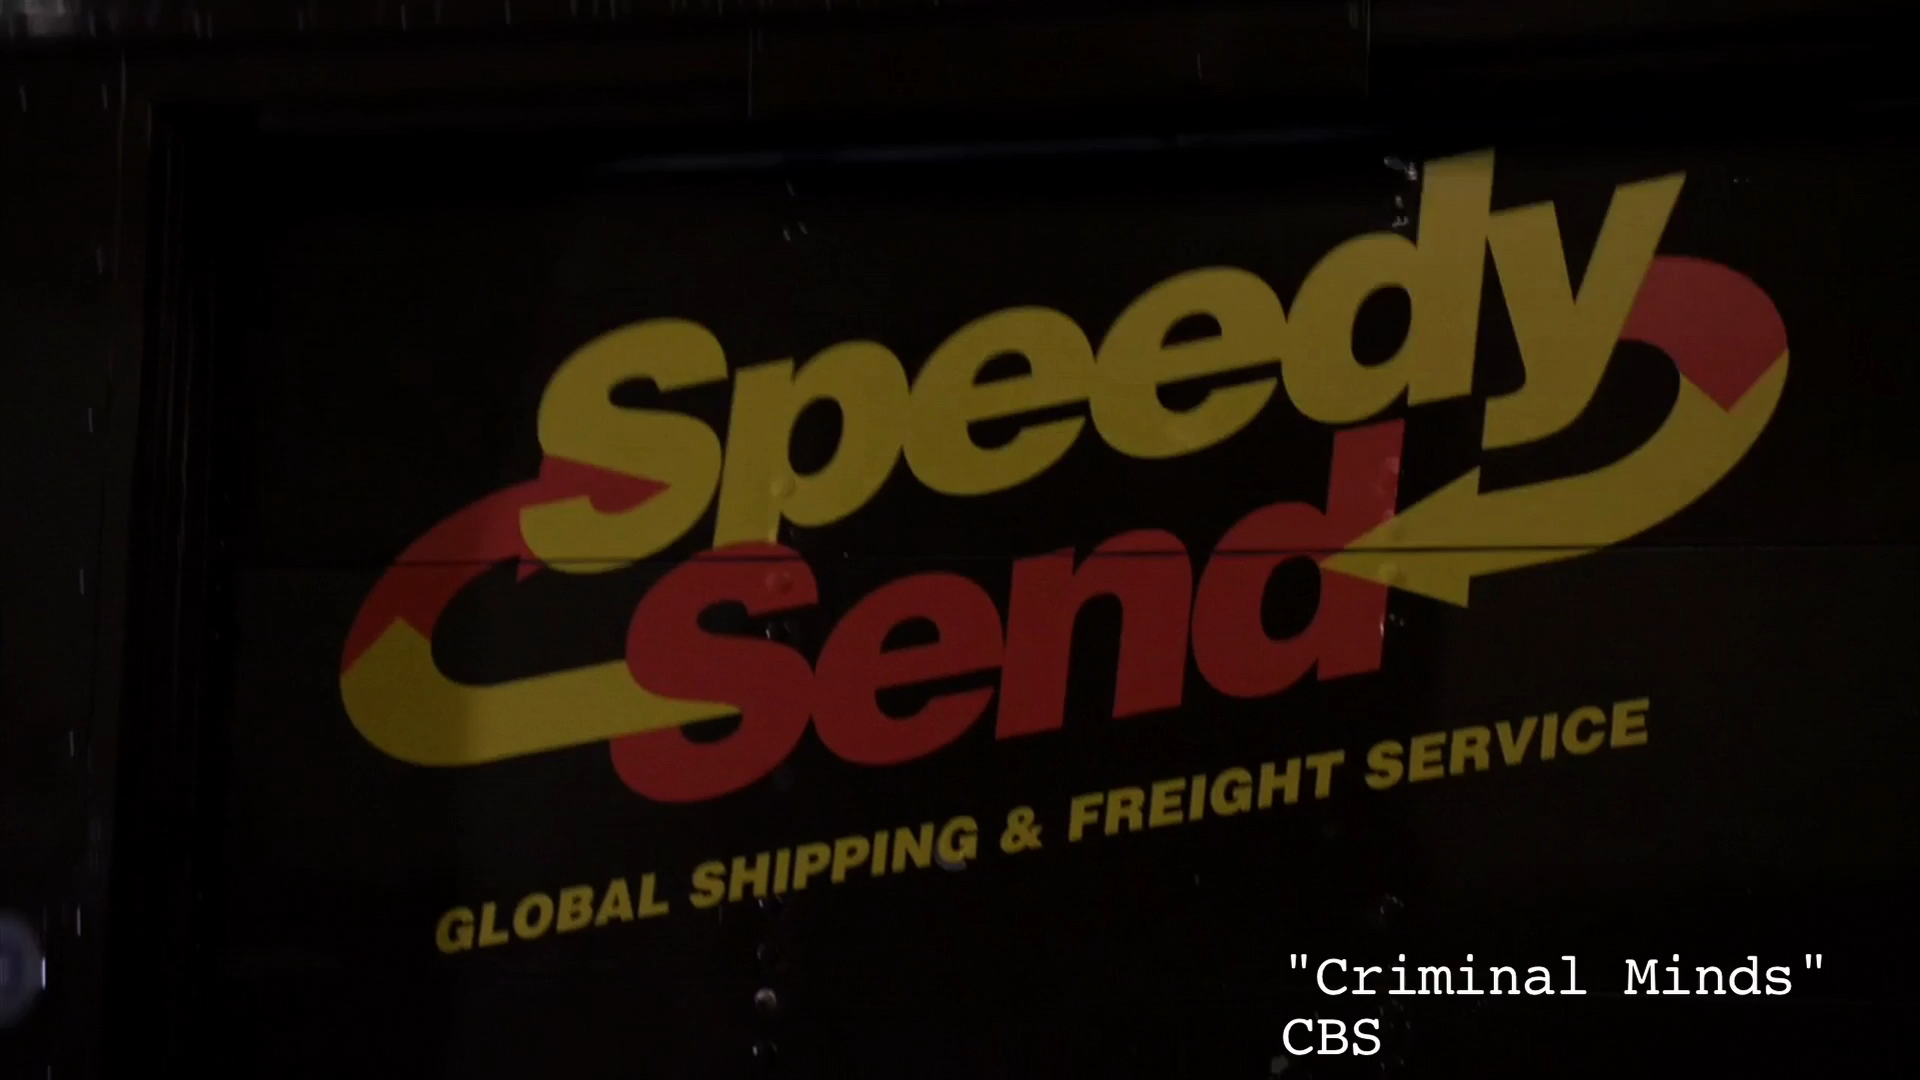 Speedy
Send
GLOBAL SHIPPING & FREIGHT SERVICE
"Criminal Minds"
CBS